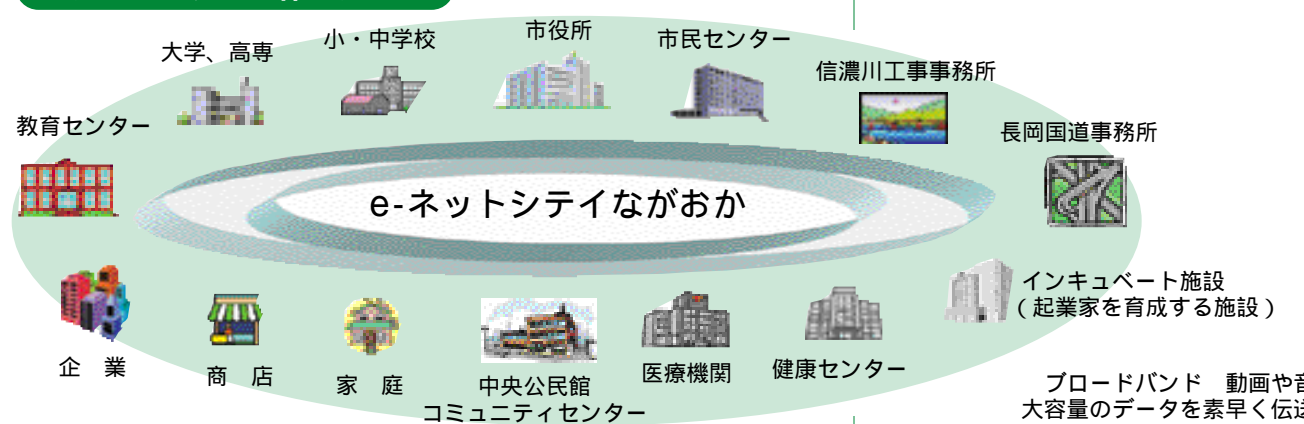 大学、高専
小・中学校
市役所
市民センター
信濃川工事事務所
教育センター
長岡国道事務所
e-ネットシテイながおか
インキュベート施設
(起業家を育成する施設)
企 業
商 店
家 庭
中央公民館
コミュニティセンター
医療機関
健康センター
ブロードバンド 動画や音
大容量のデータを素早く伝送